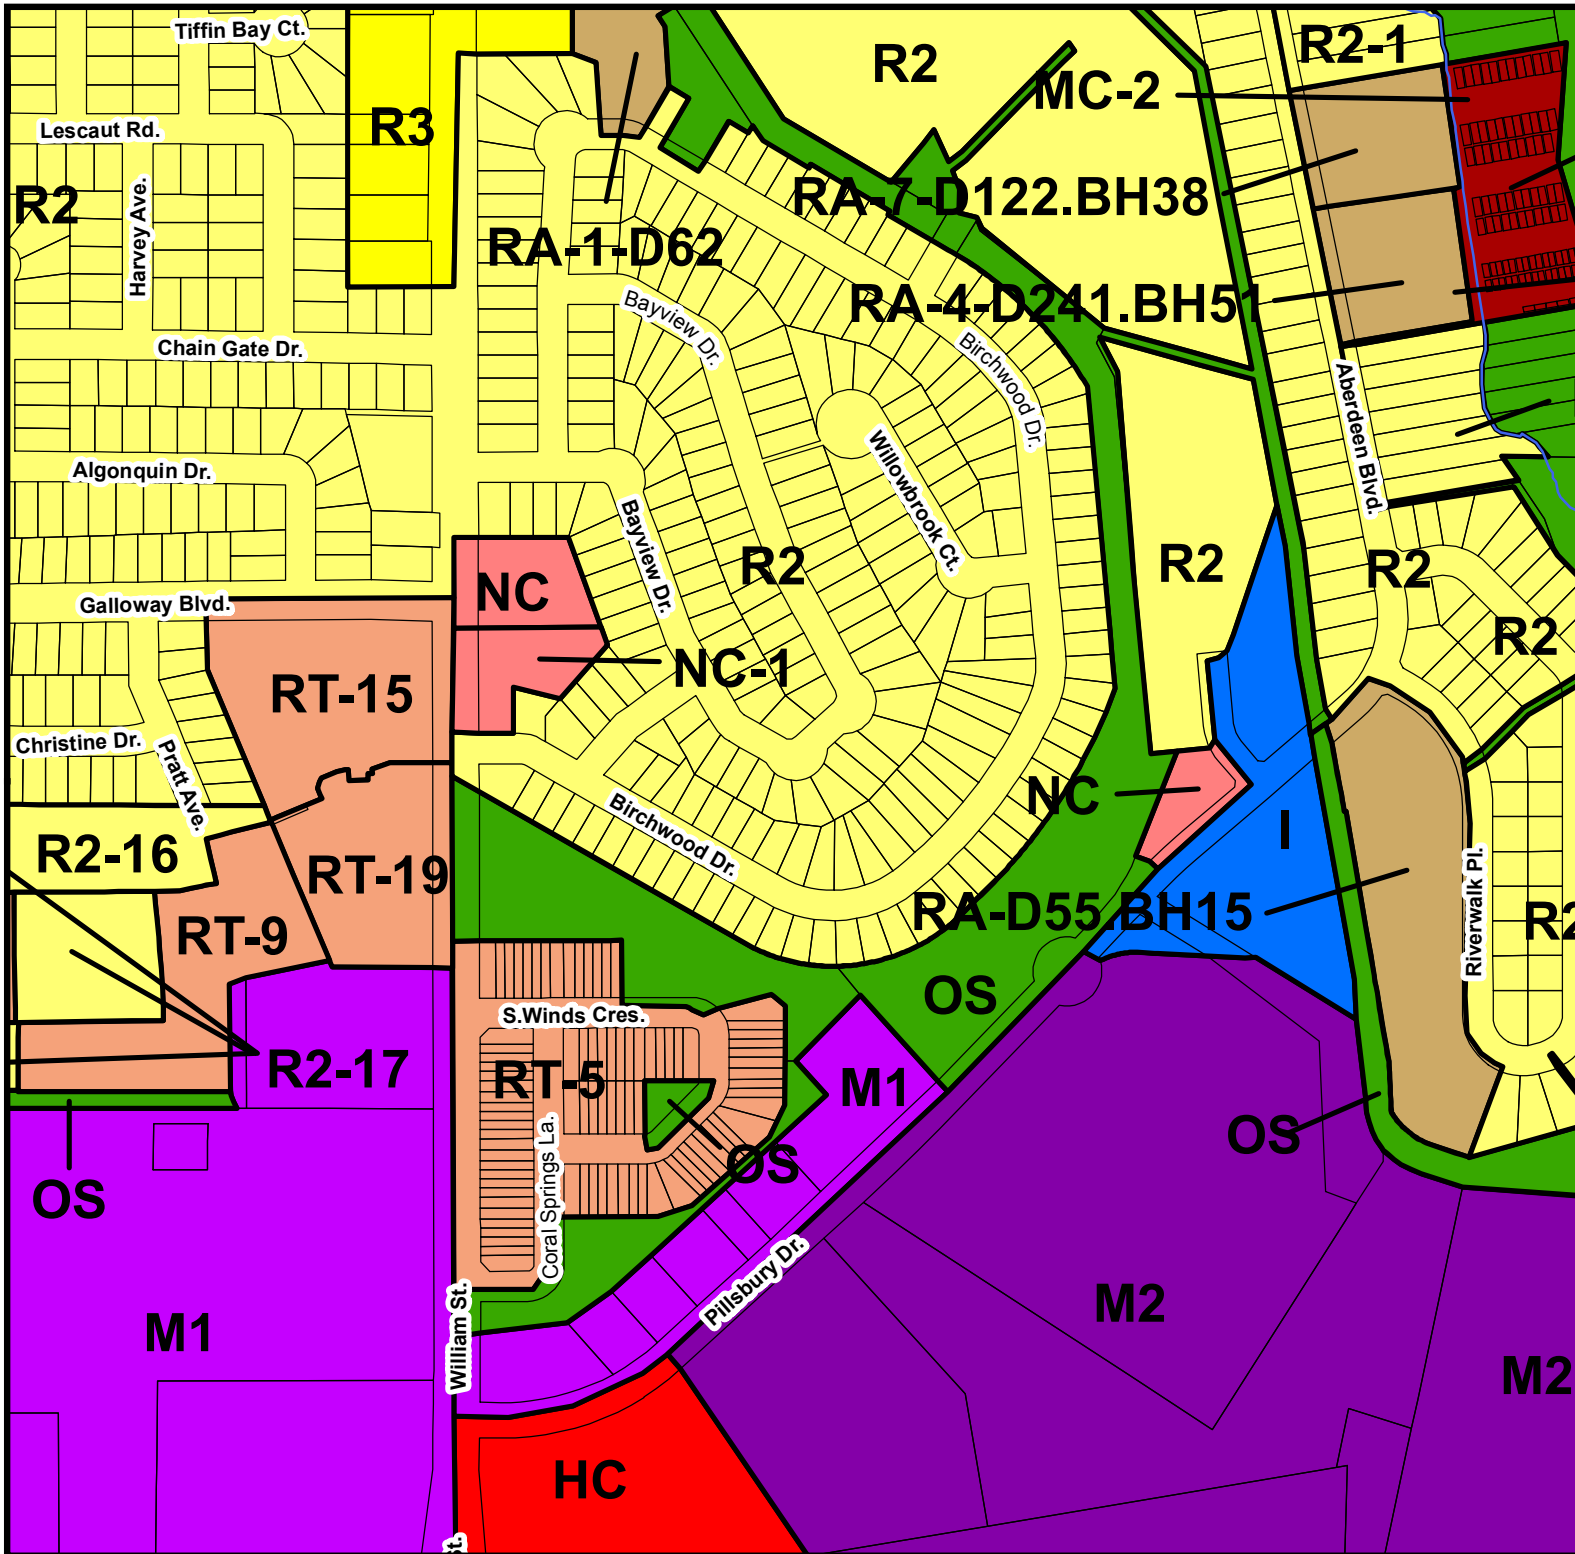 Tiffin Bay Ct.
R2
R2-1
MC-2
R3
Lescaut Rd.
R2
Harvey Ave.
RA-7-D122.BH38
RA-1-D62
RA-4-D241.BH51
Bayview Dr.
Birchwood Dr.
Chain Gate Dr.
Aberdeen Blvd.
Algonquin Dr.
Willowbrook Ct.
Bayview Dr.
R2
R2
R2
NC
Galloway Blvd.
R2
NC-1
RT-15
Christine Dr.
Pratt Ave.
NC
I
Birchwood Dr.
R2-16
RT-19
Riverwalk Pl.
RA-D55.BH15
RT-9
R2
OS
S.Winds Cres.
R2-17
RT-5
M1
OS
OS
Coral Springs La.
OS
Pillsbury Dr.
M2
M1
William St.
M2
HC
St.